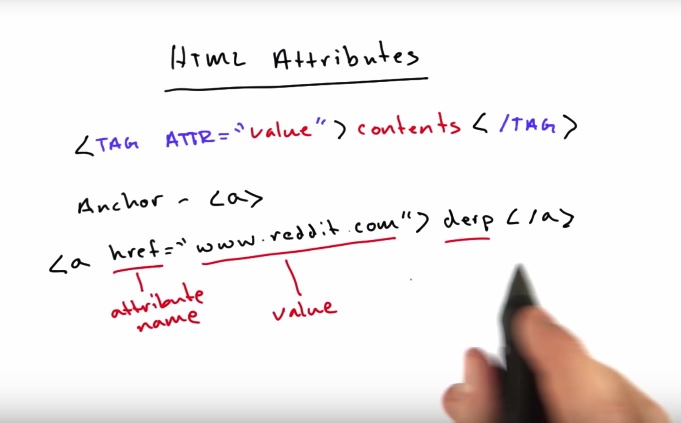 HTML Attributes
<TAG ATTR="value"> contents </TAG>
Anchor - <a>
<a href="www.reddit.com"> derp </a>
attribute name
value